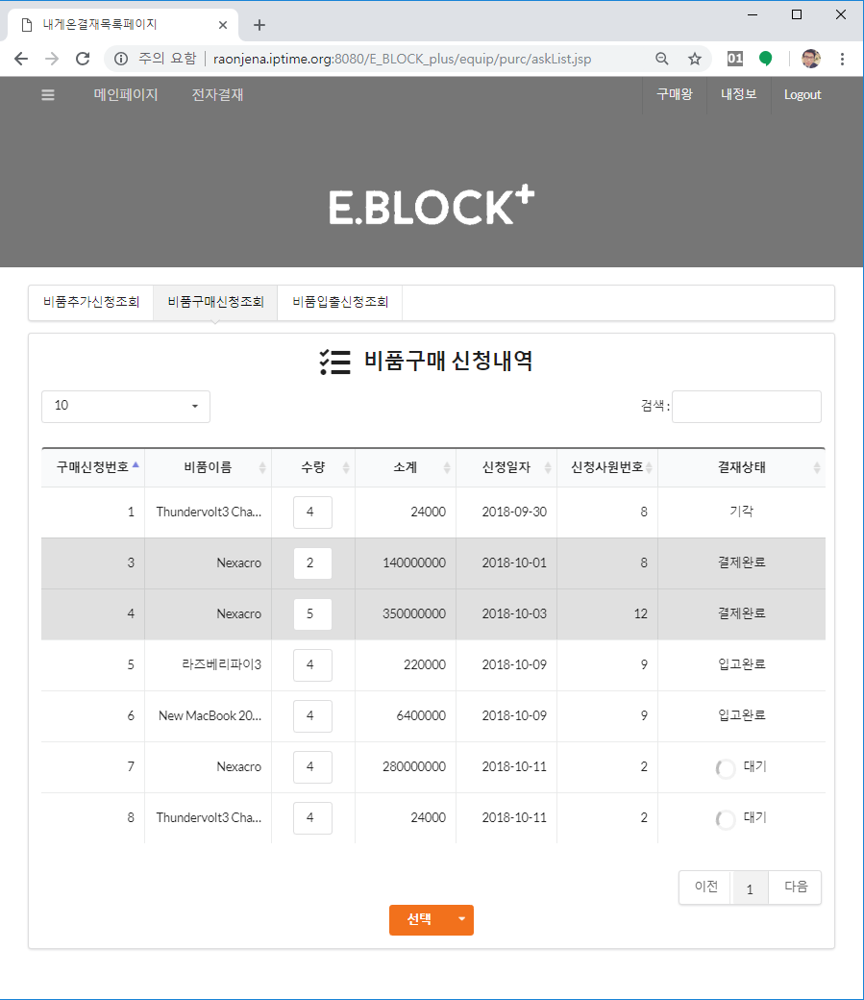 내게온결재목록페이지
주의 요함 raonjena.iptime.org:8080/E_BLOCK_plus/equip/purc/askList.jsp 01
메인페이지 전자결재 구매왕 내정보 Logout
E.BLOCK+
비품추가신청조회 비품구매신청조회 비품입출신청조회
비품구매 신청내역
10 검색 :
구매신청번호 비품이름 수량 소계 신청일자 신청사원번호 결재상태
1 Thundervolt3 Cha... 4 24000 2018-09-30 8 기각
3 Nexacro 2 140000000 2018-10-01 8 결제완료
4 Nexacro 5 350000000 2018-10-03 12 결제완료
5 라즈베리파이3 4 220000 2018-10-09 9 입고완료
6 New MacBook 20... 4 6400000 2018-10-09 9 입고완료
7 Nexacro 4 280000000 2018-10-11 2 대기
8 Thundervolt3 Cha... 4 24000 2018-10-11 2 대기
이전 1 다음
선택